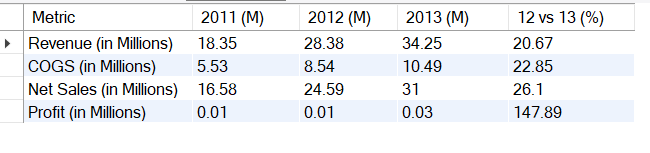 Metric 2011 (M) 2012 (M) 2013 (M) 12 vs 13 (%)
Revenue (in Millions) 18.35 28.38 34.25 20.67
COGS (in Millions) 5.53 8.54 10.49 22.85
Net Sales (in Millions) 16.58 24.59 31 26.1
Profit (in Millions) 0.01 0.01 0.03 147.89